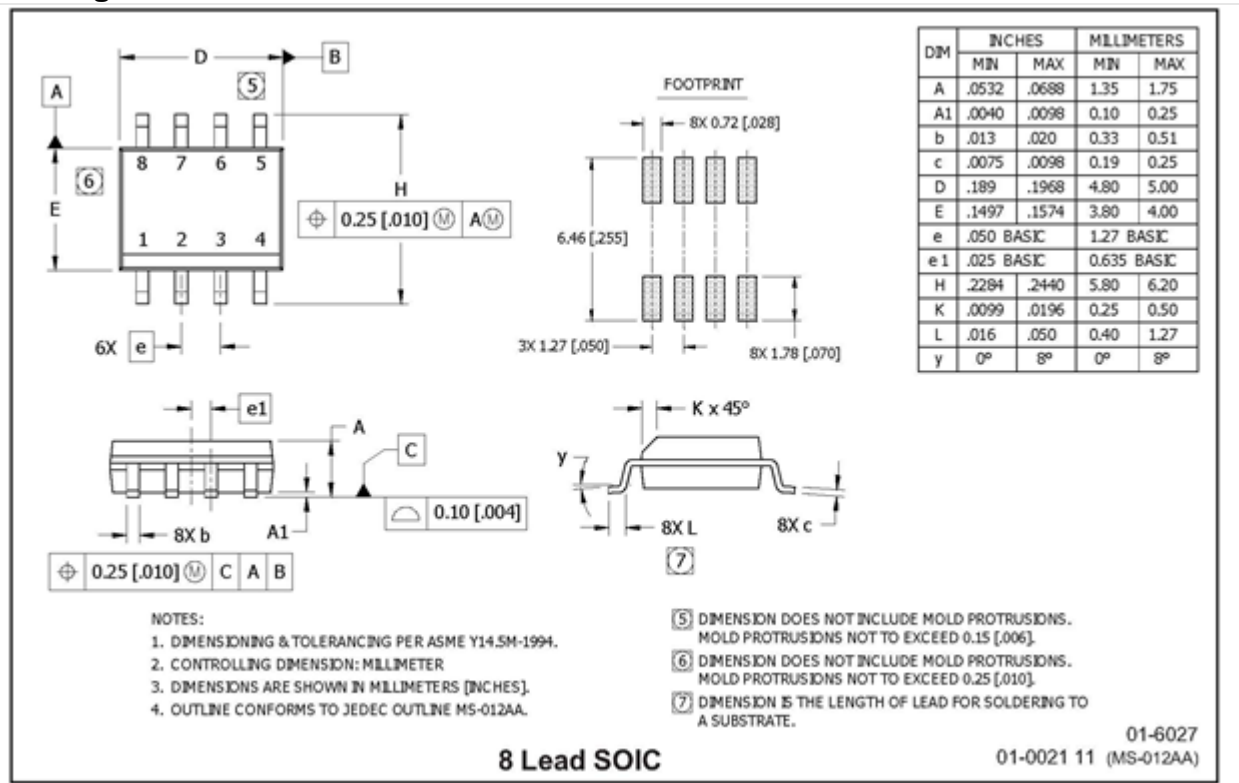 D
B
5
A
8 7 6 5
6
E
H
⌖ 0.25 [.010] Ⓜ AⓂ
1 2 3 4
6X e
FOOTPRINT
8X 0.72 [.028]
6.46 [.255]
3X 1.27 [.050]
8X 1.78 [.070]
DIM INCHES MILLIMETERS
MIN MAX MIN MAX
A .0532 .0688 1.35 1.75
A1 .0040 .0098 0.10 0.25
b .013 .020 0.33 0.51
c .0075 .0098 0.19 0.25
D .189 .1968 4.80 5.00
E .1497 .1574 3.80 4.00
e .050 BASIC 1.27 BASIC
e 1 .025 BASIC 0.635 BASIC
H .2284 .2440 5.80 6.20
K .0099 .0196 0.25 0.50
L .016 .050 0.40 1.27
y 0° 8° 0° 8°
e1
A
C
⌓ 0.10 [.004]
A1
8X b
⌖ 0.25 [.010] Ⓜ C A B
K x 45°
y
8X L
7
8X c
NOTES:
1. DIMENSIONING & TOLERANCING PER ASME Y14.5M-1994.
2. CONTROLLING DIMENSION: MILLIMETER
3. DIMENSIONS ARE SHOWN IN MILLIMETERS [INCHES].
4. OUTLINE CONFORMS TO JEDEC OUTLINE MS-012AA.
5 DIMENSION DOES NOT INCLUDE MOLD PROTRUSIONS.
MOLD PROTRUSIONS NOT TO EXCEED 0.15 [.006].
6 DIMENSION DOES NOT INCLUDE MOLD PROTRUSIONS.
MOLD PROTRUSIONS NOT TO EXCEED 0.25 [.010].
7 DIMENSION IS THE LENGTH OF LEAD FOR SOLDERING TO
A SUBSTRATE.
8 Lead SOIC
01-6027
01-0021 11 (MS-012AA)